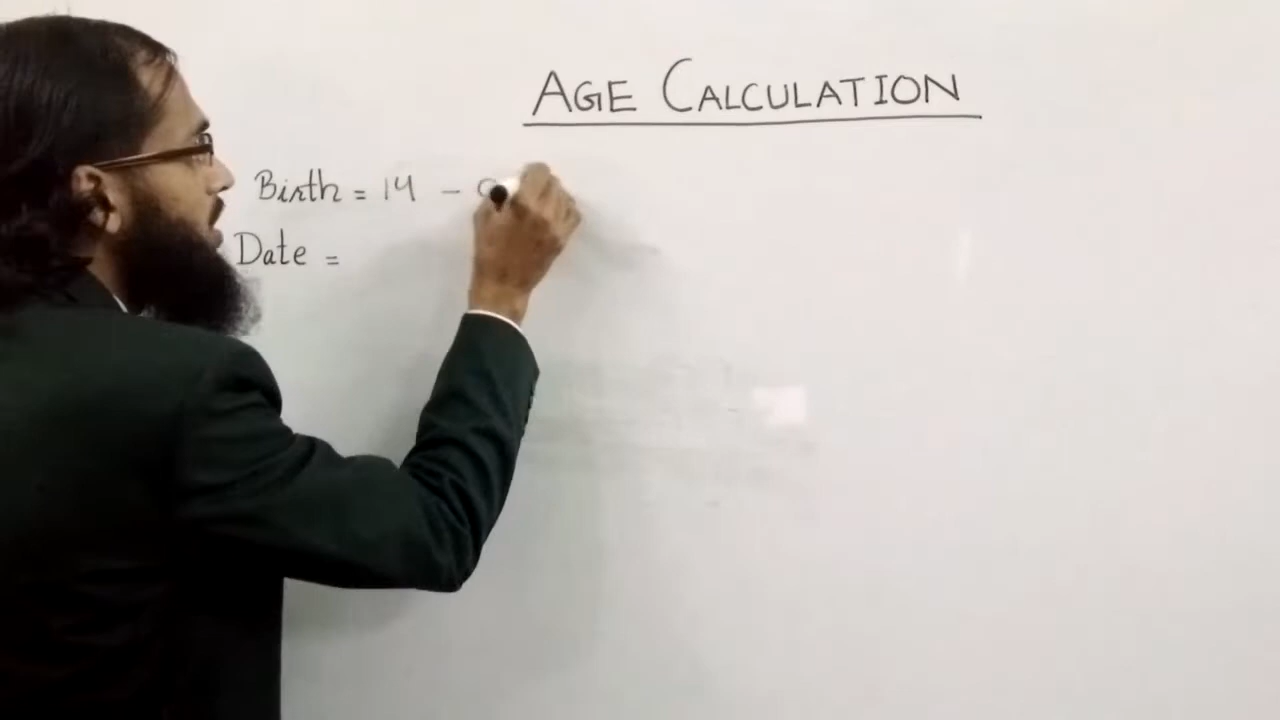 AGE CALCULATION
Birth = 14 -
Date =